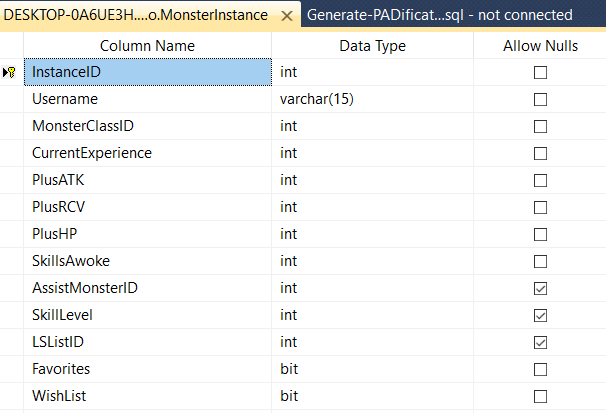 DESKTOP-0A6UE3H....o.MonsterInstance Generate-PADificat...sql - not connected
Column Name Data Type Allow Nulls
InstanceID int
Username varchar(15)
MonsterClassID int
CurrentExperience int
PlusATK int
PlusRCV int
PlusHP int
SkillsAwoke int
AssistMonsterID int
SkillLevel int
LSListID int
Favorites bit
WishList bit